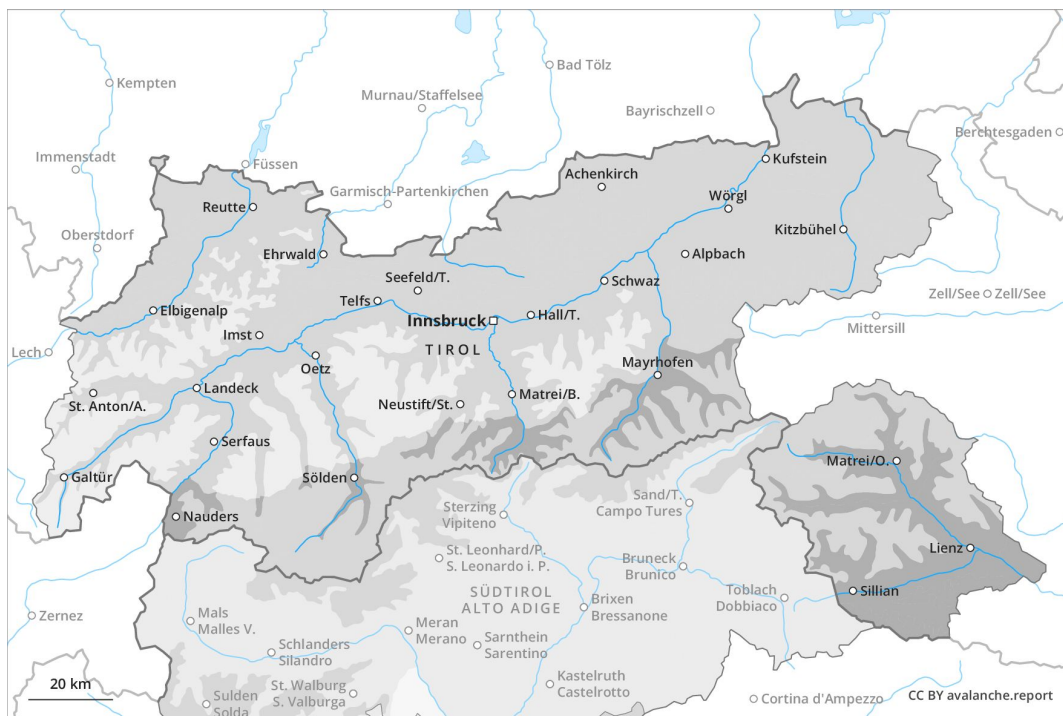 Kempten
Bad Tölz
Murnau/Staffelsee
Bayrischzell
Berchtesgaden
Immenstadt
Füssen
Kufstein
Garmisch-Partenkirchen
Achenkirch
Reutte
Wörgl
Oberstdorf
Kitzbühel
Ehrwald
Alpbach
Seefeld/T.
Schwaz
Telfs
Zell/See
Zell/See
Elbigenalp
Innsbruck
Hall/T.
Mittersill
Imst
TIROL
Lech
Oetz
Mayrhofen
Landeck
St. Anton/A.
Neustift/St.
Matrei/B.
Serfaus
Matrei/O.
Galtür
Sölden
Sand/T.
Campo Tures
Sterzing
Vipiteno
Nauders
Lienz
St. Leonhard/P.
S. Leonardo i. P.
Bruneck
Brunico
SÜDTIROL
ALTO ADIGE
Sillian
Toblach
Dobbiaco
Brixen
Bressanone
Zernez
Mals
Malles V.
Meran
Merano
Schlanders
Silandro
Sarnthein
Sarentino
20 km
St. Walburg
S. Valburga
Kastelruth
Castelrotto
Sulden
Solda
Cortina d'Ampezzo
CC BY avalanche.report